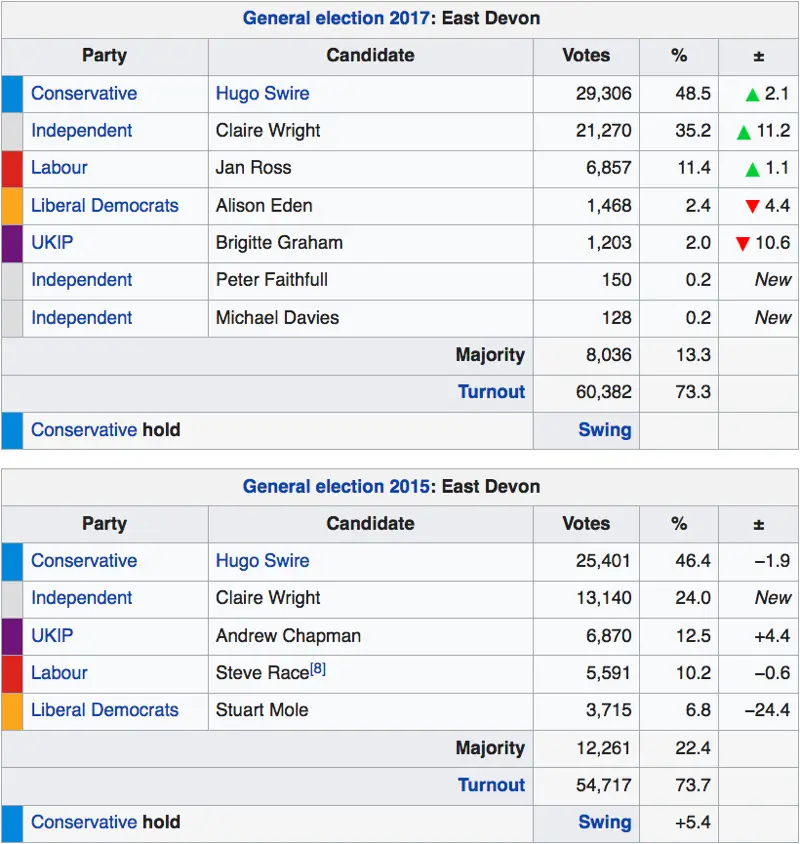 General election 2017: East Devon
Party Candidate Votes % ±
Conservative Hugo Swire 29,306 48.5 ▲ 2.1
Independent Claire Wright 21,270 35.2 ▲ 11.2
Labour Jan Ross 6,857 11.4 ▲ 1.1
Liberal Democrats Alison Eden 1,468 2.4 ▼ 4.4
UKIP Brigitte Graham 1,203 2.0 ▼ 10.6
Independent Peter Faithfull 150 0.2 New
Independent Michael Davies 128 0.2 New
Majority 8,036 13.3
Turnout 60,382 73.3
Conservative hold Swing
General election 2015: East Devon
Party Candidate Votes % ±
Conservative Hugo Swire 25,401 46.4 −1.9
Independent Claire Wright 13,140 24.0 New
UKIP Andrew Chapman 6,870 12.5 +4.4
Labour Steve Race[8] 5,591 10.2 −0.6
Liberal Democrats Stuart Mole 3,715 6.8 −24.4
Majority 12,261 22.4
Turnout 54,717 73.7
Conservative hold Swing +5.4